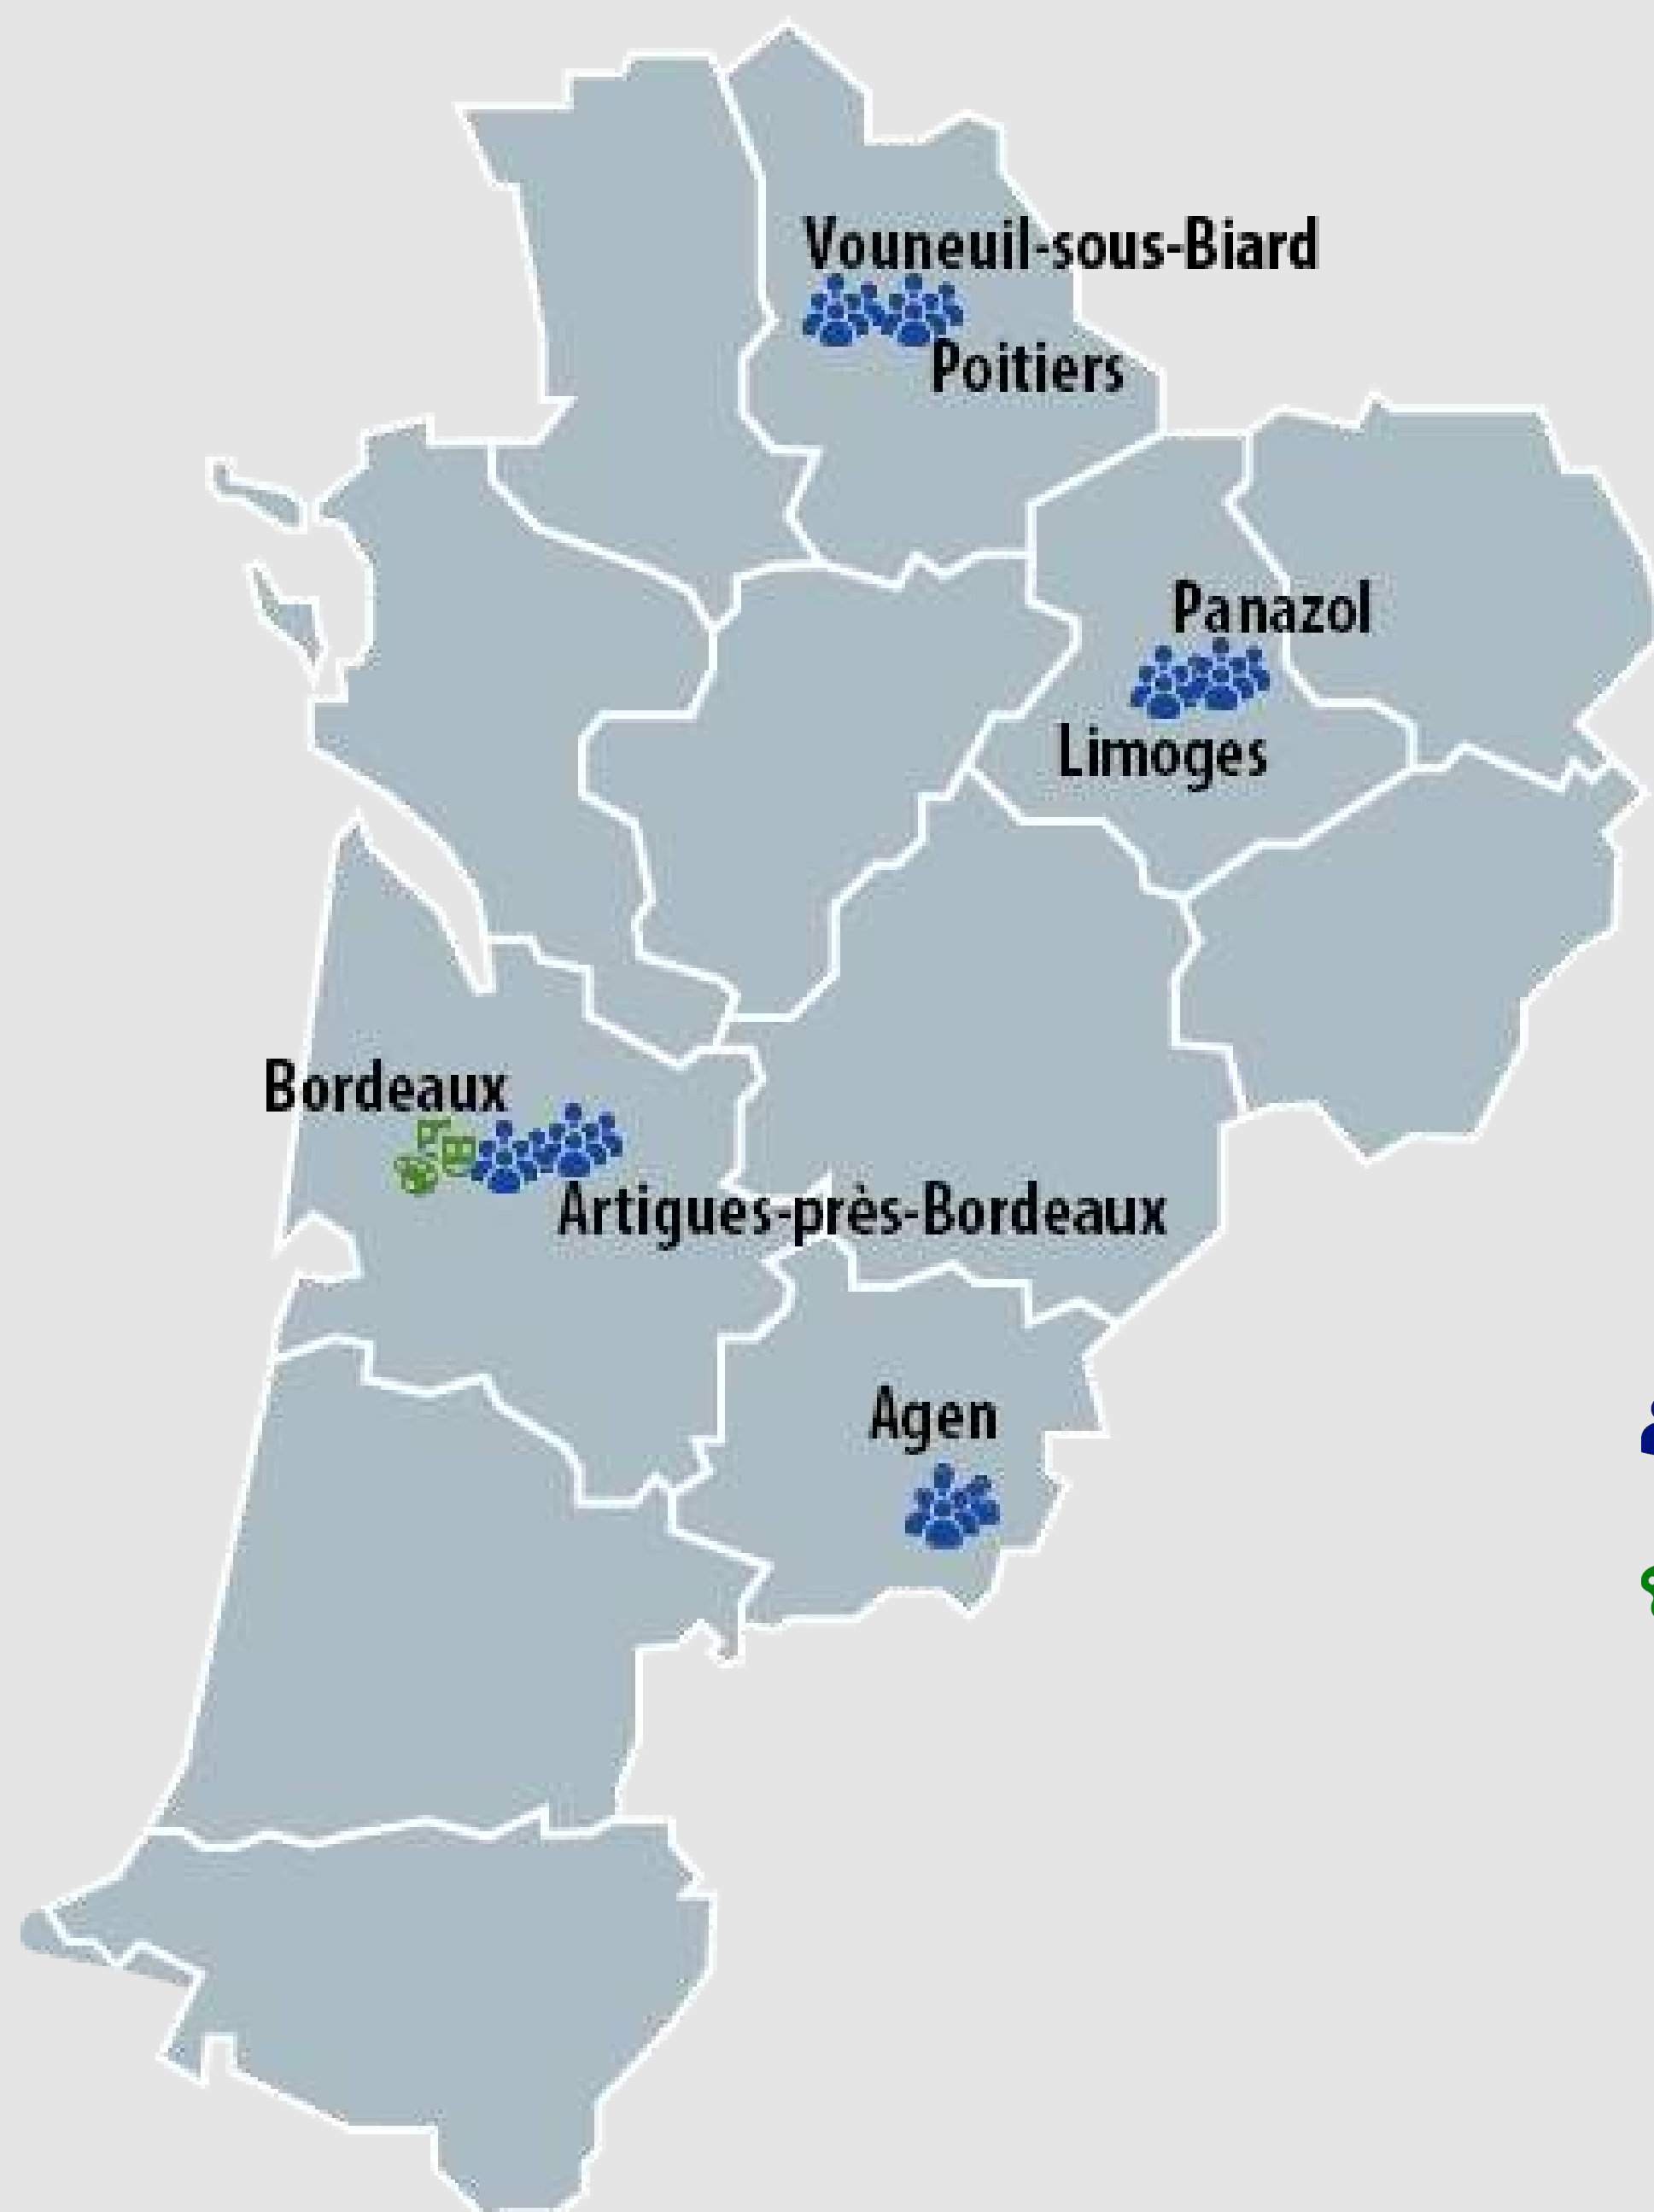 Vouneuil-sous-Biard
Poitiers
Panazol
Limoges
Bordeaux
Artigues-près-Bordeaux
Agen